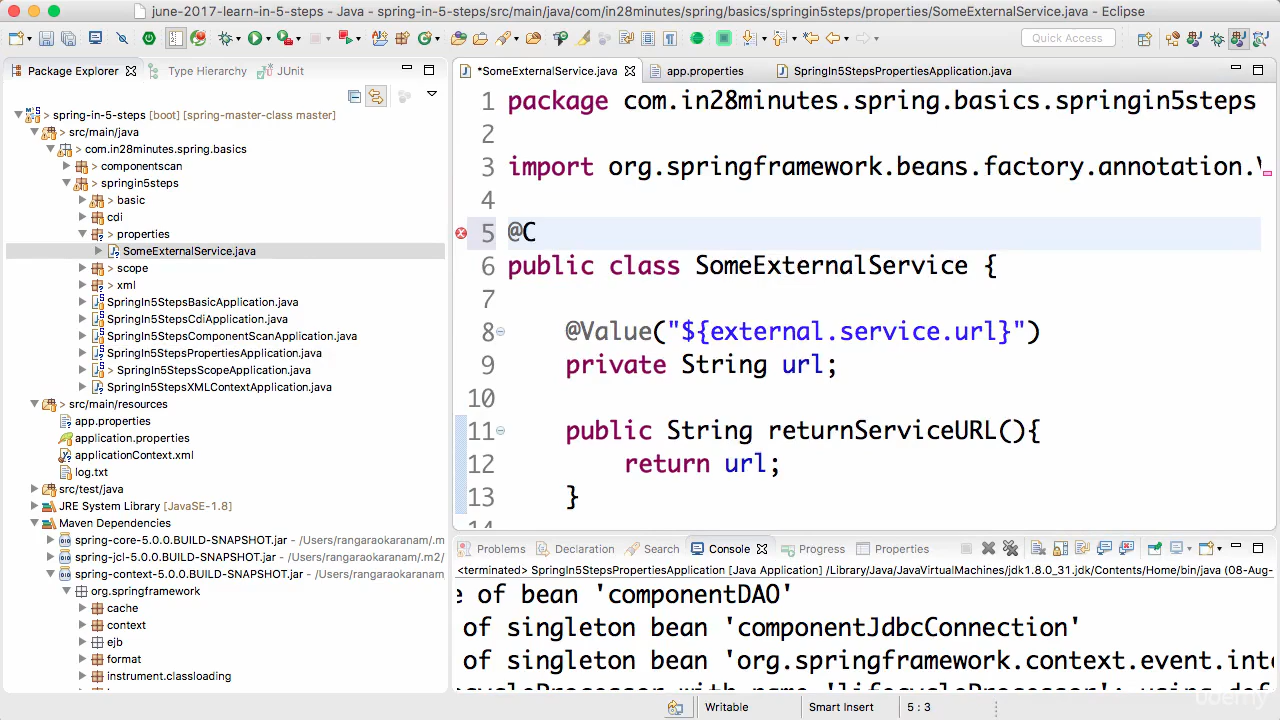 june-2017-learn-in-5-steps - Java - spring-in-5-steps/src/main/java/com/in28minutes/spring/basics/springin5steps/properties/SomeExternalService.java - Eclipse
Quick Access
Package Explorer
Type Hierarchy
JUnit
*SomeExternalService.java
app.properties
SpringIn5StepsPropertiesApplication.java
spring-in-5-steps [boot] [spring-master-class master]
src/main/java
com.in28minutes.spring.basics
componentscan
springin5steps
basic
cdi
properties
SomeExternalService.java
scope
xml
SpringIn5StepsBasicApplication.java
SpringIn5StepsCdiApplication.java
SpringIn5StepsComponentScanApplication.java
SpringIn5StepsPropertiesApplication.java
SpringIn5StepsScopeApplication.java
SpringIn5StepsXMLContextApplication.java
src/main/resources
app.properties
application.properties
applicationContext.xml
log.txt
src/test/java
JRE System Library [JavaSE-1.8]
Maven Dependencies
spring-core-5.0.0.BUILD-SNAPSHOT.jar - /Users/rangaraokaranam/.m
spring-jcl-5.0.0.BUILD-SNAPSHOT.jar - /Users/rangaraokaranam/.m2/
spring-context-5.0.0.BUILD-SNAPSHOT.jar - /Users/rangaraokaranam
org.springframework
cache
context
ejb
format
instrument.classloading
1 package com.in28minutes.spring.basics.springin5steps
2
3 import org.springframework.beans.factory.annotation.
4
5 @C
6 public class SomeExternalService {
7
8 @Value("${external.service.url}")
9 private String url;
10
11 public String returnServiceURL(){
12 return url;
13 }
14
Problems
Declaration
Search
Console
Progress
Properties
<terminated> SpringIn5StepsPropertiesApplication [Java Application] /Library/Java/JavaVirtualMachines/jdk1.8.0_31.jdk/Contents/Home/bin/java (08-Aug-
e of bean 'componentDAO'
of singleton bean 'componentJdbcConnection'
of singleton bean 'org.springframework.context.event.inte
ecycleProcessor with name 'lifecycleProcessor': using def
Writable
Smart Insert
5 : 3
udemy